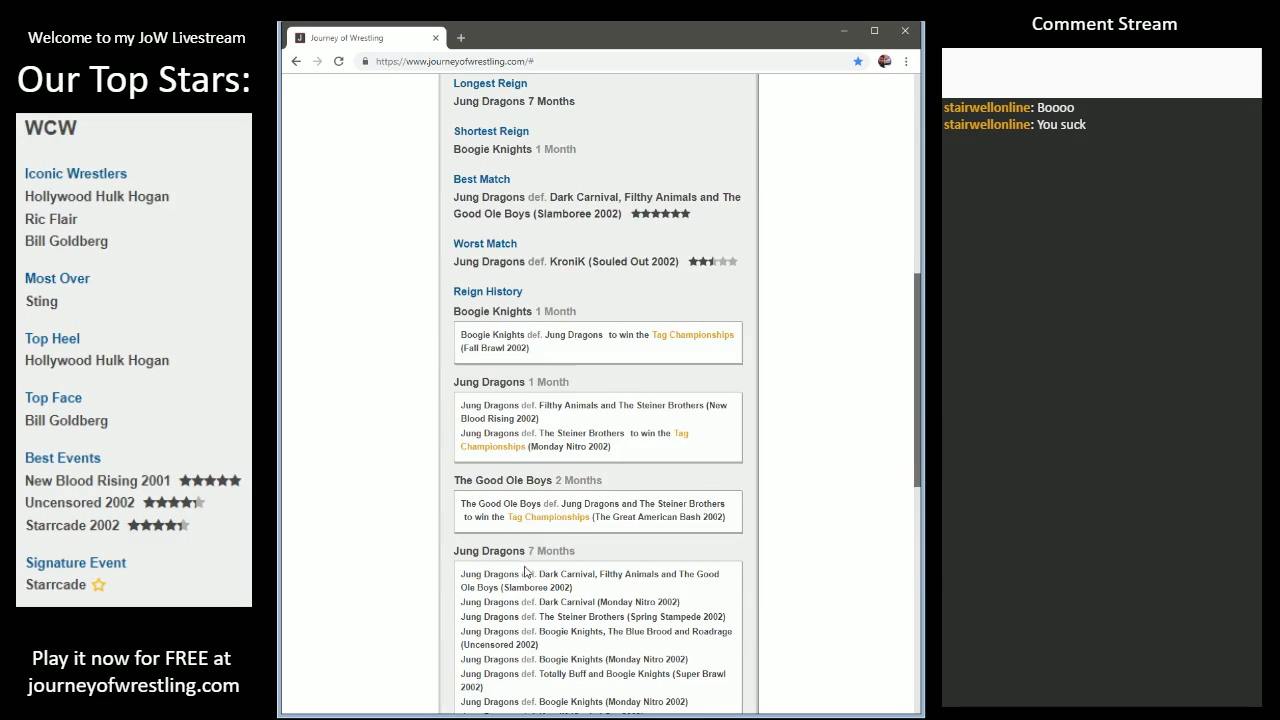 Welcome to my JoW Livestream
Our Top Stars:
WCW
Iconic Wrestlers
Hollywood Hulk Hogan
Ric Flair
Bill Goldberg
Most Over
Sting
Top Heel
Hollywood Hulk Hogan
Top Face
Bill Goldberg
Best Events
New Blood Rising 2001 ★★★★★
Uncensored 2002
Starrcade 2002
Signature Event
Starrcade
Play it now for FREE at
journeyofwrestling.com
Journey of Wrestling
https://www.journeyofwrestling.com/#
Longest Reign
Jung Dragons 7 Months
Shortest Reign
Boogie Knights 1 Month
Best Match
Jung Dragons def. Dark Carnival, Filthy Animals and The
Good Ole Boys (Slamboree 2002) ★★★★★★
Worst Match
Jung Dragons def. KroniK (Souled Out 2002)
Reign History
Boogie Knights 1 Month
Boogie Knights def. Jung Dragons to win the Tag Championships
(Fall Brawl 2002)
Jung Dragons 1 Month
Jung Dragons def. Filthy Animals and The Steiner Brothers (New
Blood Rising 2002)
Jung Dragons def. The Steiner Brothers to win the Tag
Championships (Monday Nitro 2002)
The Good Ole Boys 2 Months
The Good Ole Boys def. Jung Dragons and The Steiner Brothers
to win the Tag Championships (The Great American Bash 2002)
Jung Dragons 7 Months
Jung Dragons def. Dark Carnival, Filthy Animals and The Good
Ole Boys (Slamboree 2002)
Jung Dragons def. Dark Carnival (Monday Nitro 2002)
Jung Dragons def. The Steiner Brothers (Spring Stampede 2002)
Jung Dragons def. Boogie Knights, The Blue Brood and Roadrage
(Uncensored 2002)
Jung Dragons def. Boogie Knights (Monday Nitro 2002)
Jung Dragons def. Totally Buff and Boogie Knights (Super Brawl
2002)
Jung Dragons def. Boogie Knights (Monday Nitro 2002)
Comment Stream
stairwellonline: Boooo
stairwellonline: You suck